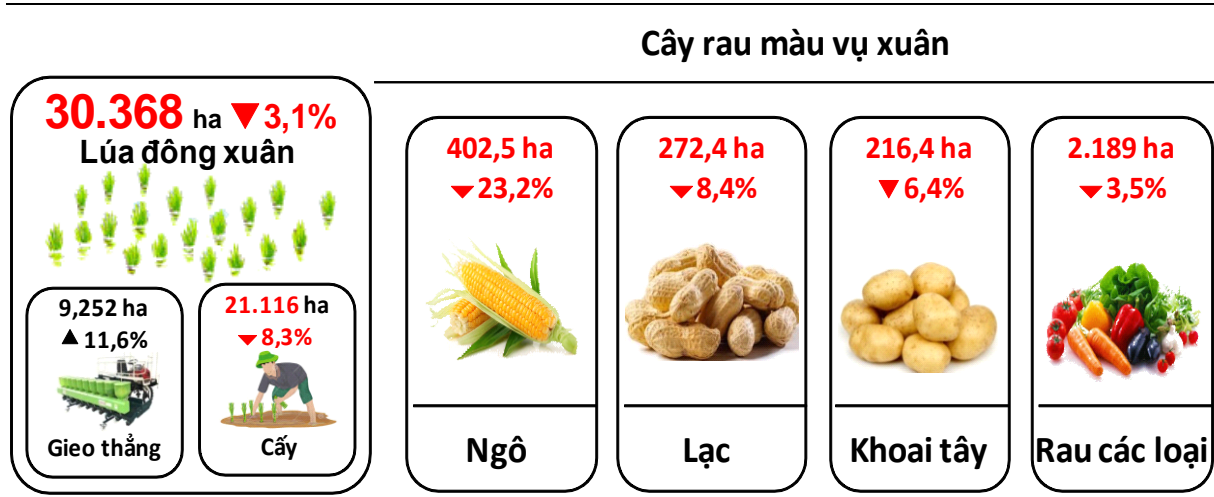 Cây rau màu vụ xuân
30.368 ha ▼3,1%
Lúa đông xuân
9,252 ha
▲ 11,6%
Gieo thẳng
21.116 ha
▼8,3%
Cấy
402,5 ha
▼23,2%
Ngô
272,4 ha
▼8,4%
Lạc
216,4 ha
▼6,4%
Khoai tây
2.189 ha
▼3,5%
Rau các loại